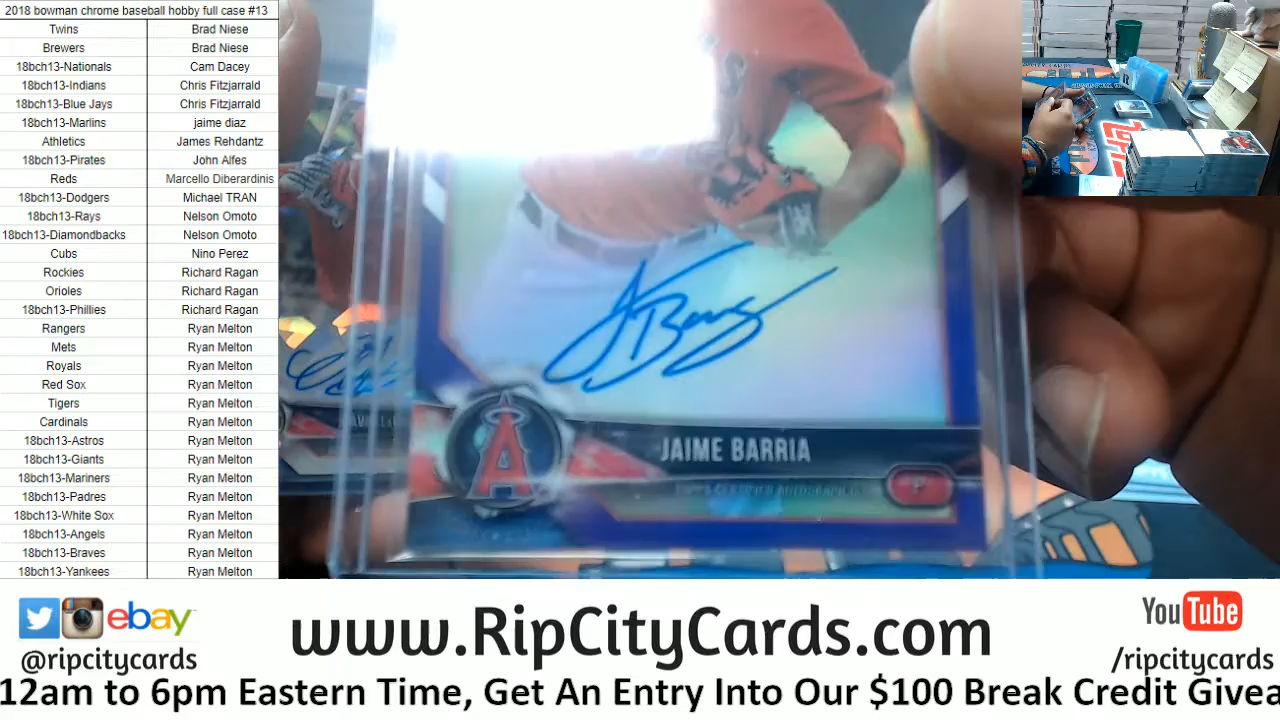 2018 bowman chrome baseball hobby full case #13
Twins Brad Niese
Brewers Brad Niese
18bch13-Nationals Cam Dacey
18bch13-Indians Chris Fitzjarrald
18bch13-Blue Jays Chris Fitzjarrald
18bch13-Marlins jaime diaz
Athletics James Rehdantz
18bch13-Pirates John Alfes
Reds Marcello Diberardinis
18bch13-Dodgers Michael TRAN
18bch13-Rays Nelson Omoto
18bch13-Diamondbacks Nelson Omoto
Cubs Nino Perez
Rockies Richard Ragan
Orioles Richard Ragan
18bch13-Phillies Richard Ragan
Rangers Ryan Melton
Mets Ryan Melton
Royals Ryan Melton
Red Sox Ryan Melton
Tigers Ryan Melton
Cardinals Ryan Melton
18bch13-Astros Ryan Melton
18bch13-Giants Ryan Melton
18bch13-Mariners Ryan Melton
18bch13-Padres Ryan Melton
18bch13-White Sox Ryan Melton
18bch13-Angels Ryan Melton
18bch13-Braves Ryan Melton
18bch13-Yankees Ryan Melton
A
JAIME BARRIA
P
ebay
@ripcitycards
www.RipCityCards.com
YouTube
/ripcitycards
12am to 6pm Eastern Time, Get An Entry Into Our $100 Break Credit Givea